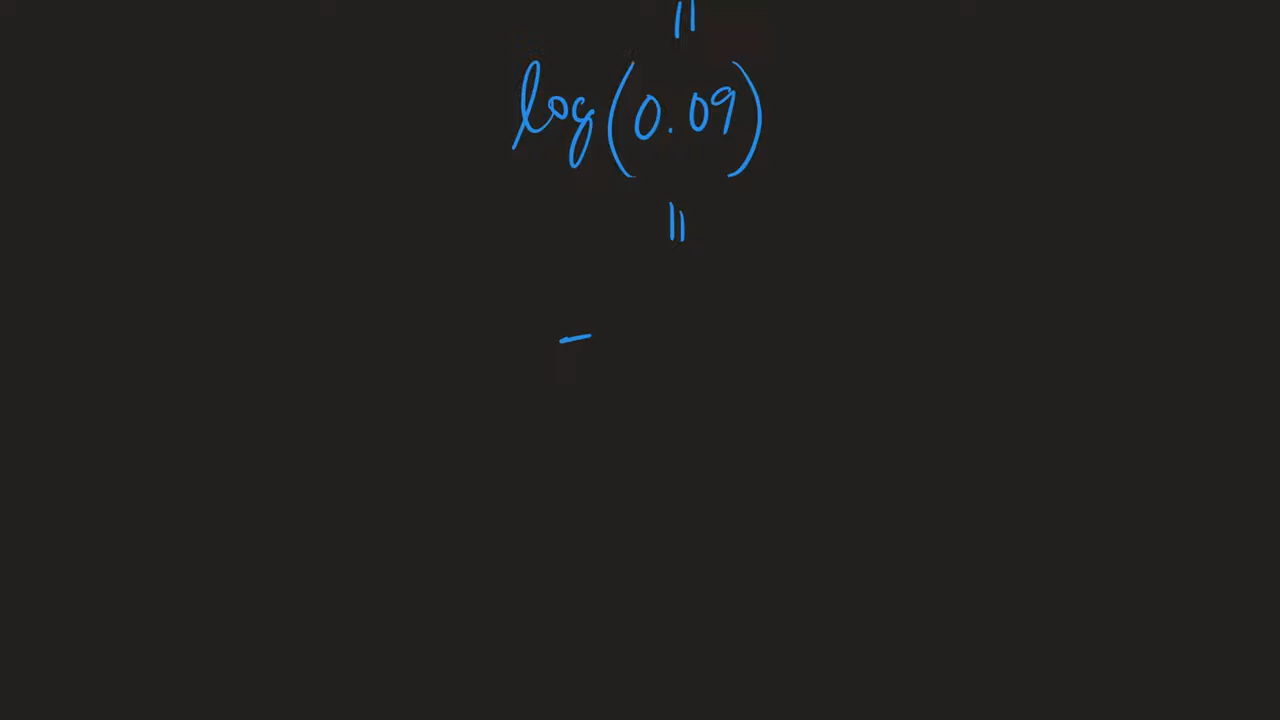 =
log(0.09)
=
-